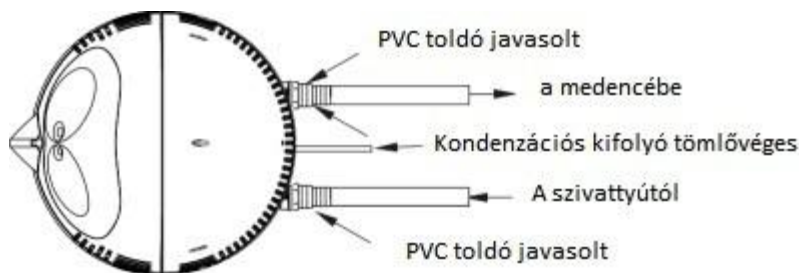 PVC toldó javasolt
a medencébe
Kondenzációs kifolyó tömlővéges
A szivattyútól
PVC toldó javasolt